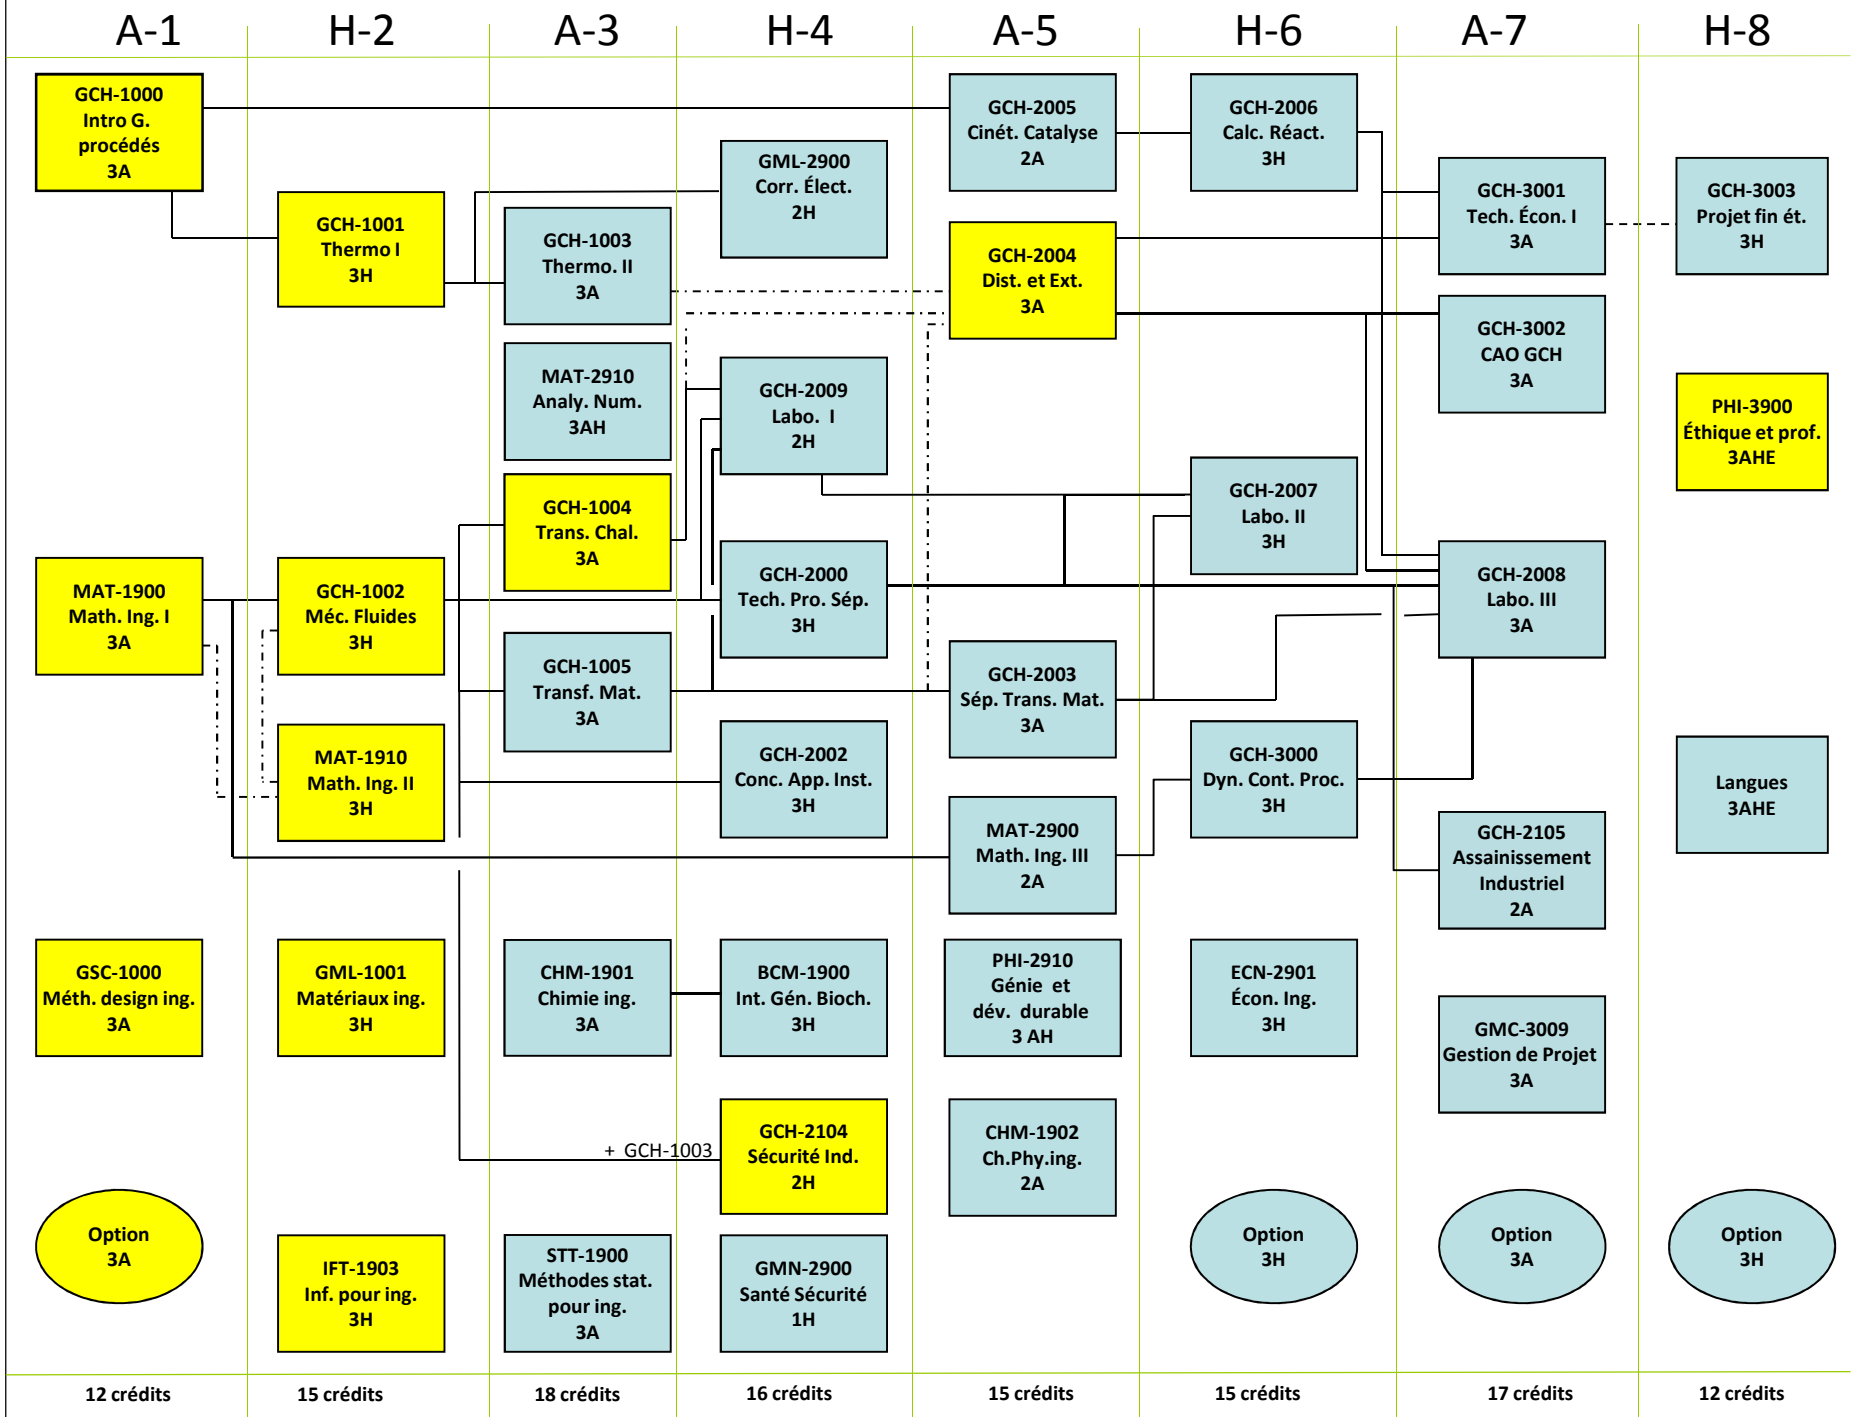 A-1
H-2
A-3
H-4
A-5
H-6
A-7
H-8
GCH-1000
Intro G.
procédés
3A
MAT-1900
Math. Ing. I
3A
GSC-1000
Méth. design ing.
3A
Option
3A
GCH-1001
Thermo I
3H
GCH-1002
Méc. Fluides
3H
MAT-1910
Math. Ing. II
3H
GML-1001
Matériaux ing.
3H
IFT-1903
Inf. pour ing.
3H
GCH-1003
Thermo. II
3A
MAT-2910
Analy. Num.
3AH
GCH-1004
Trans. Chal.
3A
GCH-1005
Transf. Mat.
3A
CHM-1901
Chimie ing.
3A
+ GCH-1003
STT-1900
Méthodes stat.
pour ing.
3A
GML-2900
Corr. Élect.
2H
GCH-2009
Labo. I
2H
GCH-2000
Tech. Pro. Sép.
3H
GCH-2002
Conc. App. Inst.
3H
BCM-1900
Int. Gén. Bioch.
3H
GCH-2104
Sécurité Ind.
2H
GMN-2900
Santé Sécurité
1H
GCH-2005
Cinét. Catalyse
2A
GCH-2004
Dist. et Ext.
3A
GCH-2003
Sép. Trans. Mat.
3A
MAT-2900
Math. Ing. III
2A
PHI-2910
Génie et
dév. durable
3 AH
CHM-1902
Ch.Phy.ing.
2A
GCH-2006
Calc. Réact.
3H
GCH-2007
Labo. II
3H
GCH-3000
Dyn. Cont. Proc.
3H
ECN-2901
Écon. Ing.
3H
Option
3H
GCH-3001
Tech. Écon. I
3A
GCH-3002
CAO GCH
3A
GCH-2008
Labo. III
3A
GCH-2105
Assainissement
Industriel
2A
GMC-3009
Gestion de Projet
3A
Option
3A
GCH-3003
Projet fin ét.
3H
PHI-3900
Éthique et prof.
3AHE
Langues
3AHE
Option
3H
12 crédits
15 crédits
18 crédits
16 crédits
15 crédits
15 crédits
17 crédits
12 crédits